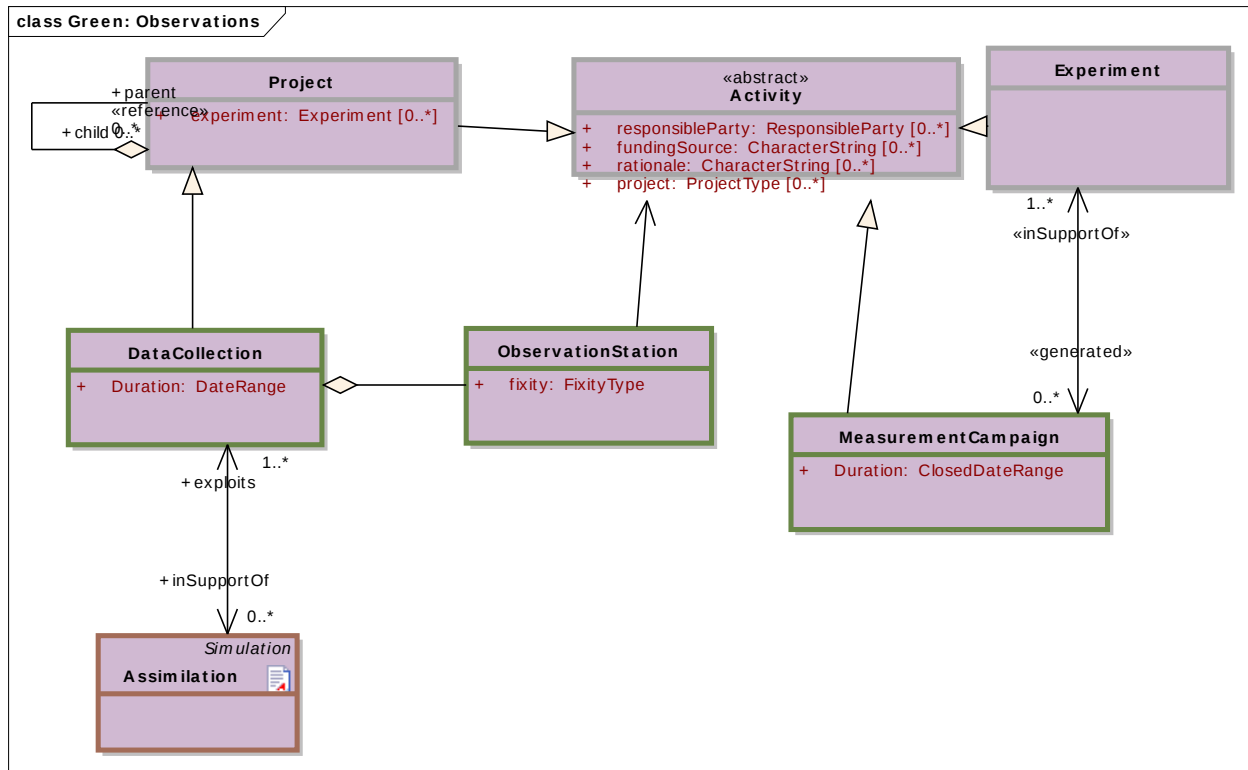 class Green: Observations
Project
+ parent
«reference»
0..*
+ child 0..*
+ experiment: Experiment [0..*]
«abstract»
Activity
+ responsibleParty: ResponsibleParty [0..*]
+ fundingSource: CharacterString [0..*]
+ rationale: CharacterString [0..*]
+ project: ProjectType [0..*]
Experiment
1..*
«inSupportOf»
«generated»
0..*
DataCollection
+ Duration: DateRange
ObservationStation
+ fixity: FixityType
MeasurementCampaign
+ Duration: ClosedDateRange
1..*
+ exploits
+ inSupportOf
0..*
Simulation
Assimilation